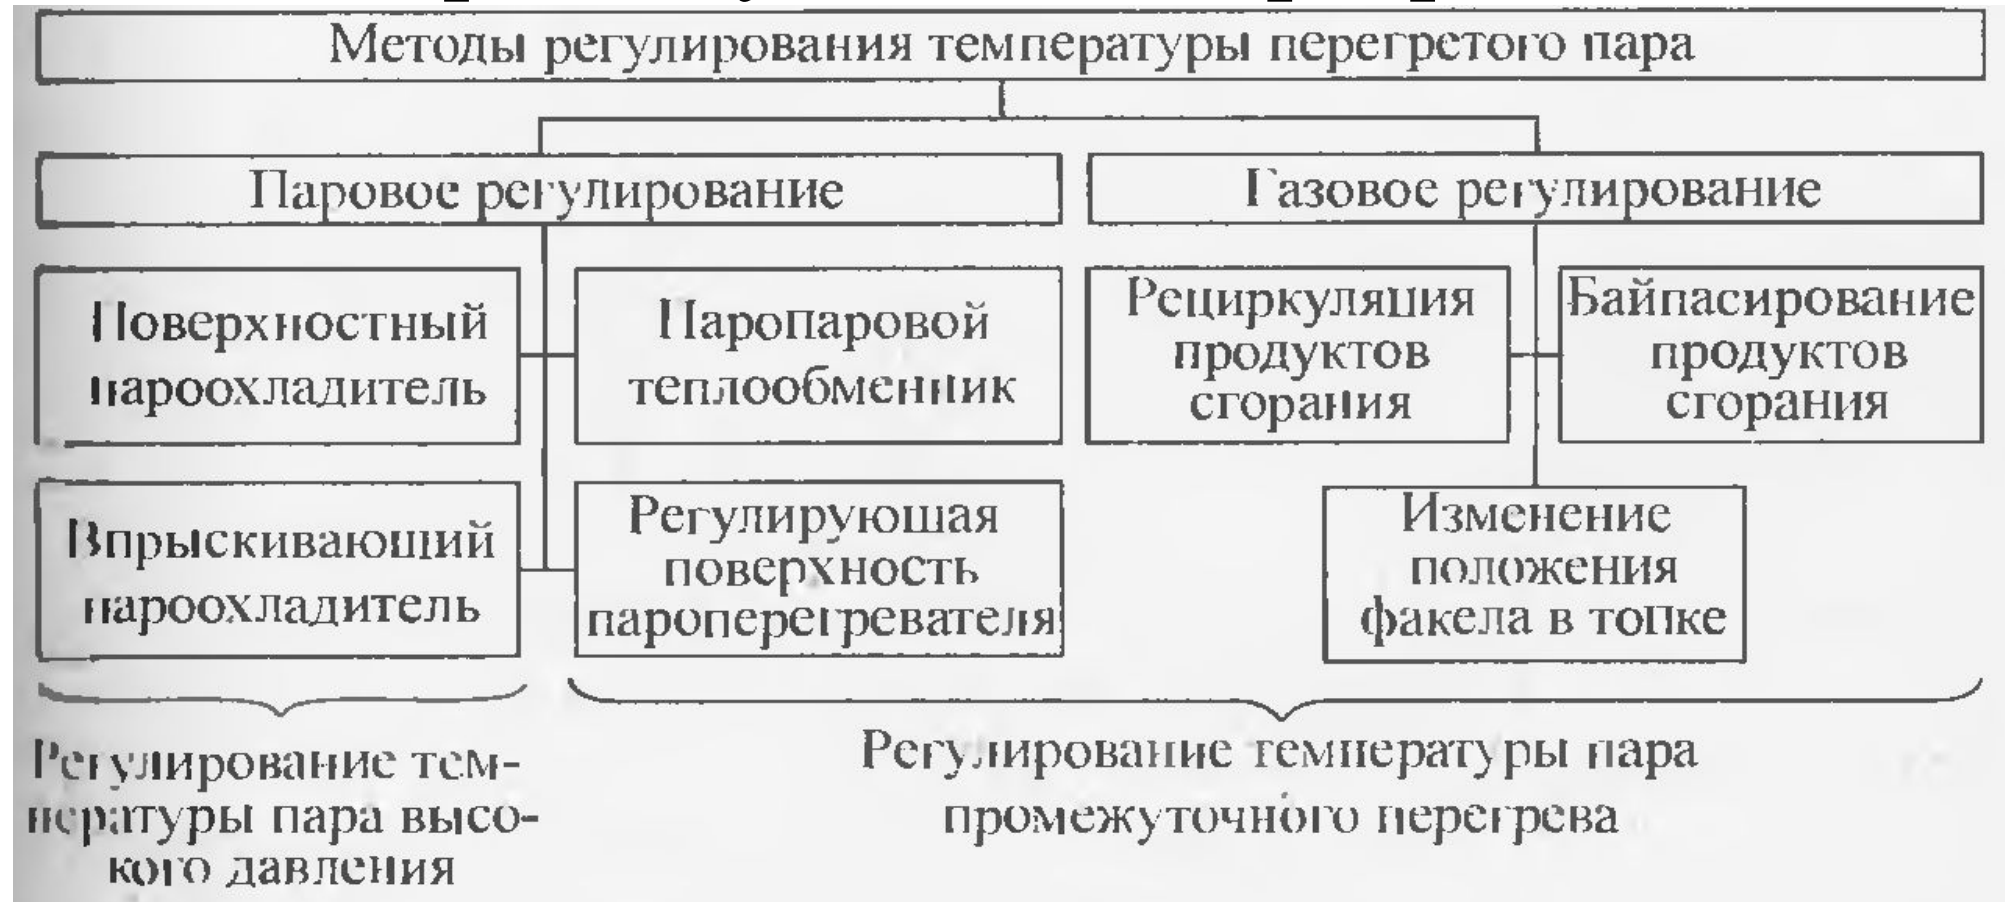 Методы регулирования температуры перегретого пара
Паровое регулирование
Газовое регулирование
Поверхностный
пароохладитель
Паропаровой
теплообменник
Рециркуляция
продуктов
сгорания
Байпасирование
продуктов
сгорания
Впрыскивающий
пароохладитель
Регулирующая
поверхность
пароперегревателя
Изменение
положения
факела в топке
Регулирование тем-
пературы пара высо-
кого давления
Регулирование температуры пара
промежуточного перегрева